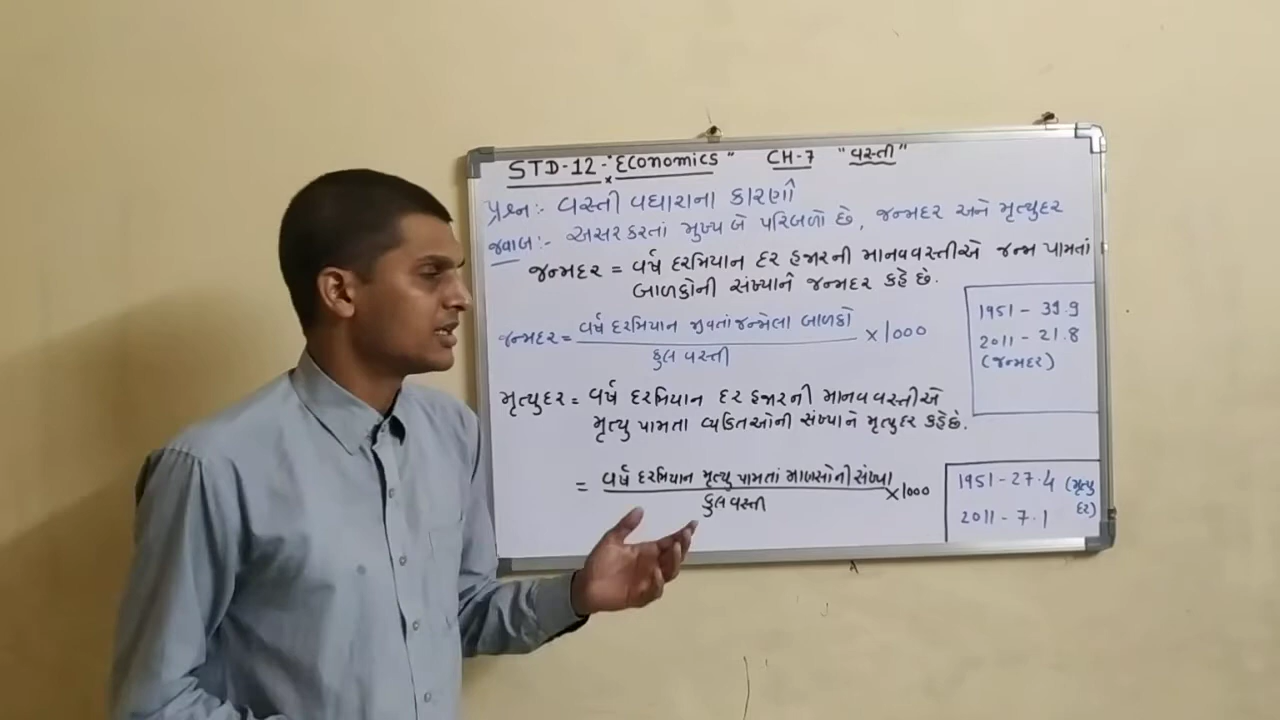 STD-12 - "Economics" CH-7 "વસ્તી"
પ્રશ્ન:- વસ્તી વધારાના કારણો
જવાબ:- અસર કરતાં મુખ્ય બે પરિબળો છે, જન્મદર અને મૃત્યુદર
જન્મદર = વર્ષ દરમિયાન દર હજારની માનવવસ્તીએ જન્મ પામતાં
બાળકોની સંખ્યાને જન્મદર કહે છે.
જન્મદર = વર્ષ દરમિયાન જીવતાં જન્મેલા બાળકો × 1000
કુલ વસ્તી
1951 - 39.9
2011 - 21.8
(જન્મદર)
મૃત્યુદર = વર્ષ દરમિયાન દર હજારની માનવવસ્તીએ
મૃત્યુ પામતા વ્યકિતઓની સંખ્યાને મૃત્યુદર કહેછે.
= વર્ષ દરમિયાન મૃત્યુ પામતાં માણસોની સંખ્યા × 1000
કુલ વસ્તી
1951 - 27.4 (મૃત્યુ
દર)
2011 - 7.1